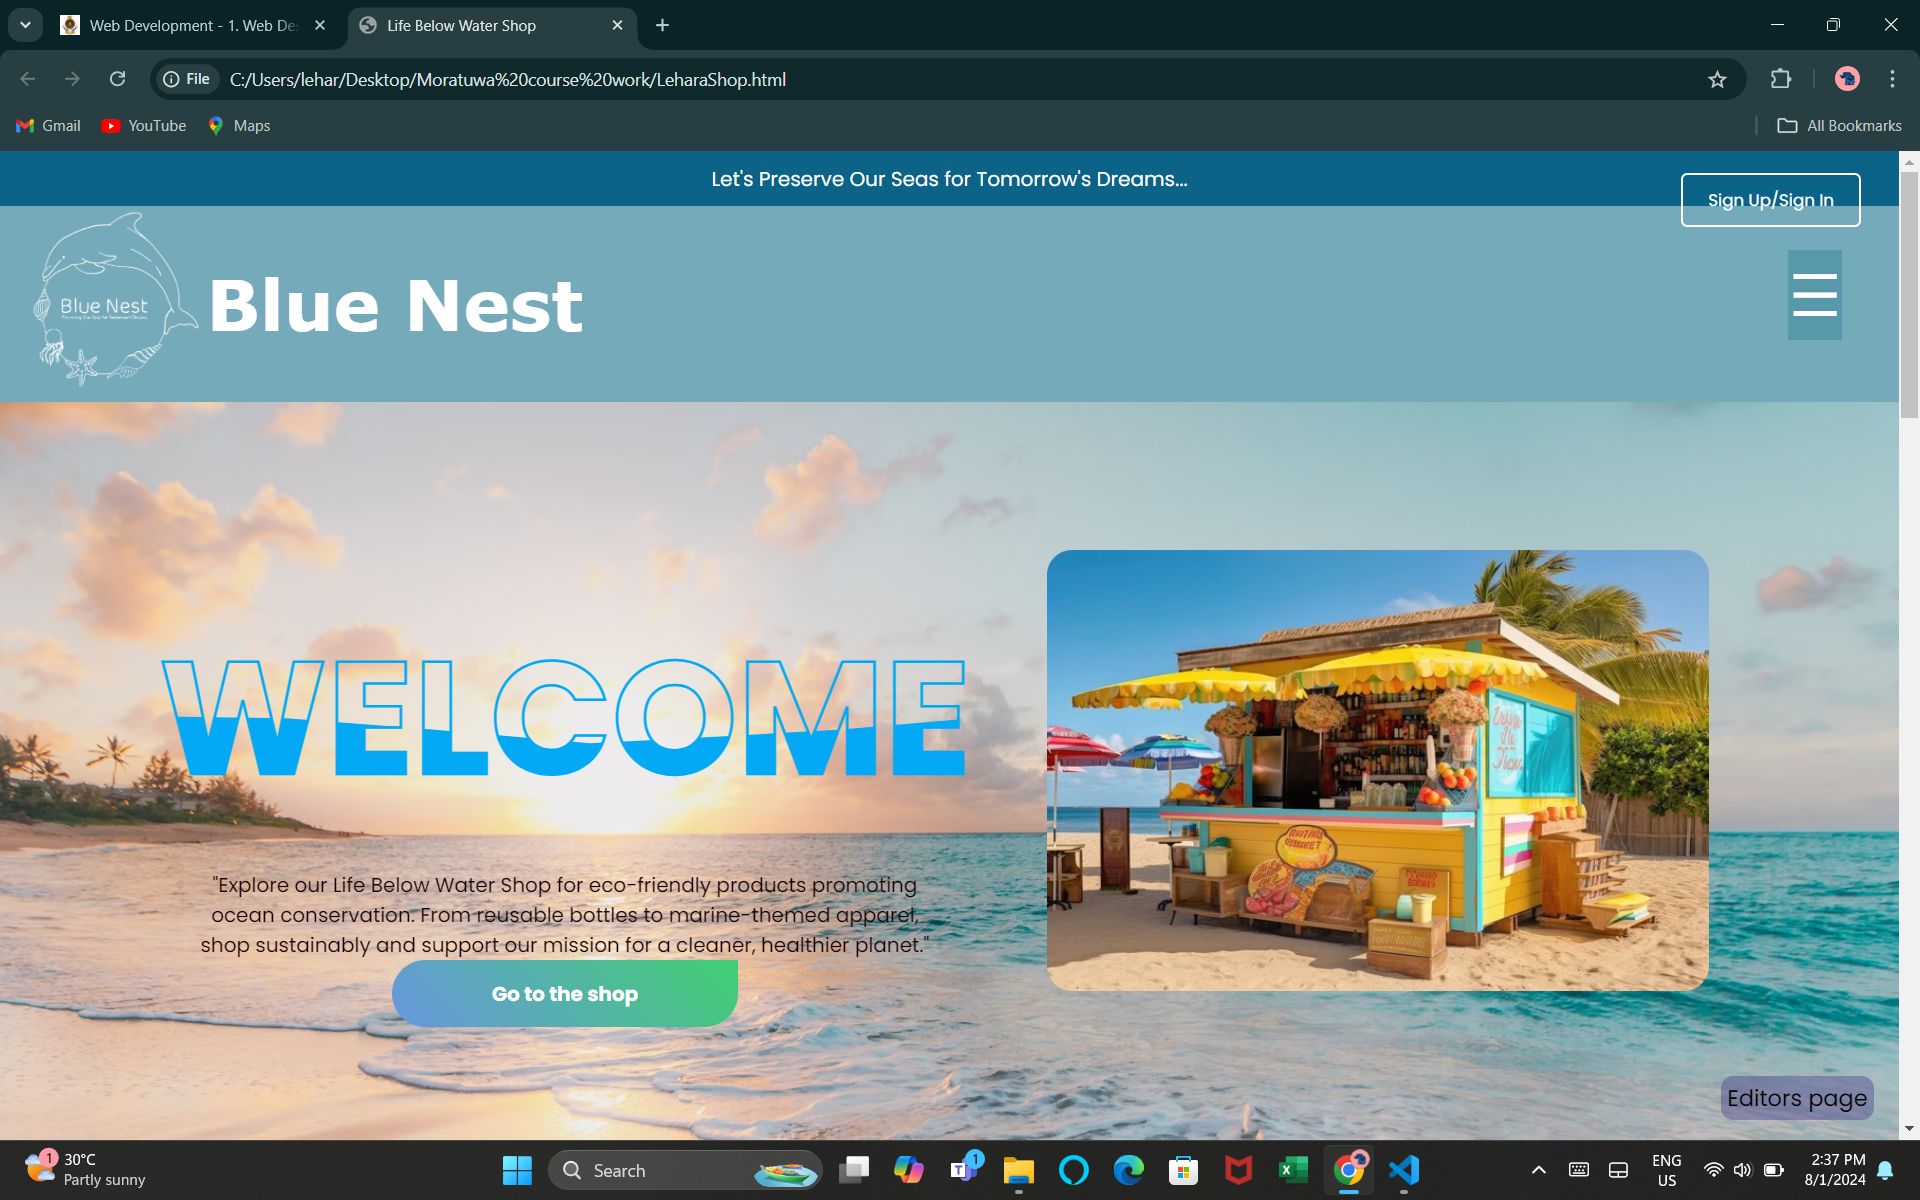 Web Development - 1. Web De
Life Below Water Shop
File
C:/Users/lehar/Desktop/Moratuwa%20course%20work/LeharaShop.html
Gmail
YouTube
Maps
All Bookmarks
Let's Preserve Our Seas for Tomorrow's Dreams...
Sign Up/Sign In
Blue Nest
Blue Nest
WELCOME
"Explore our Life Below Water Shop for eco-friendly products promoting
ocean conservation. From reusable bottles to marine-themed apparel,
shop sustainably and support our mission for a cleaner, healthier planet."
Go to the shop
Editors page
1
30°C
Partly sunny
Search
1
ENG
US
2:37 PM
8/1/2024